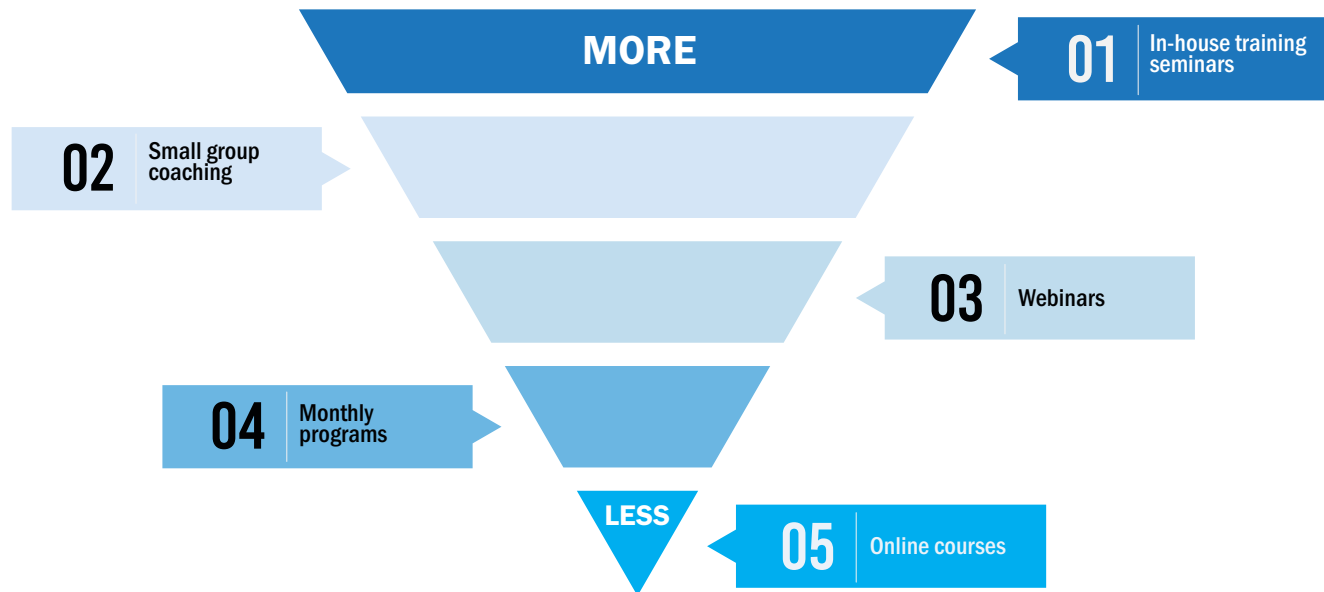 MORE
01
In-house training
seminars
02
Small group
coaching
03
Webinars
04
Monthly
programs
LESS
05
Online courses